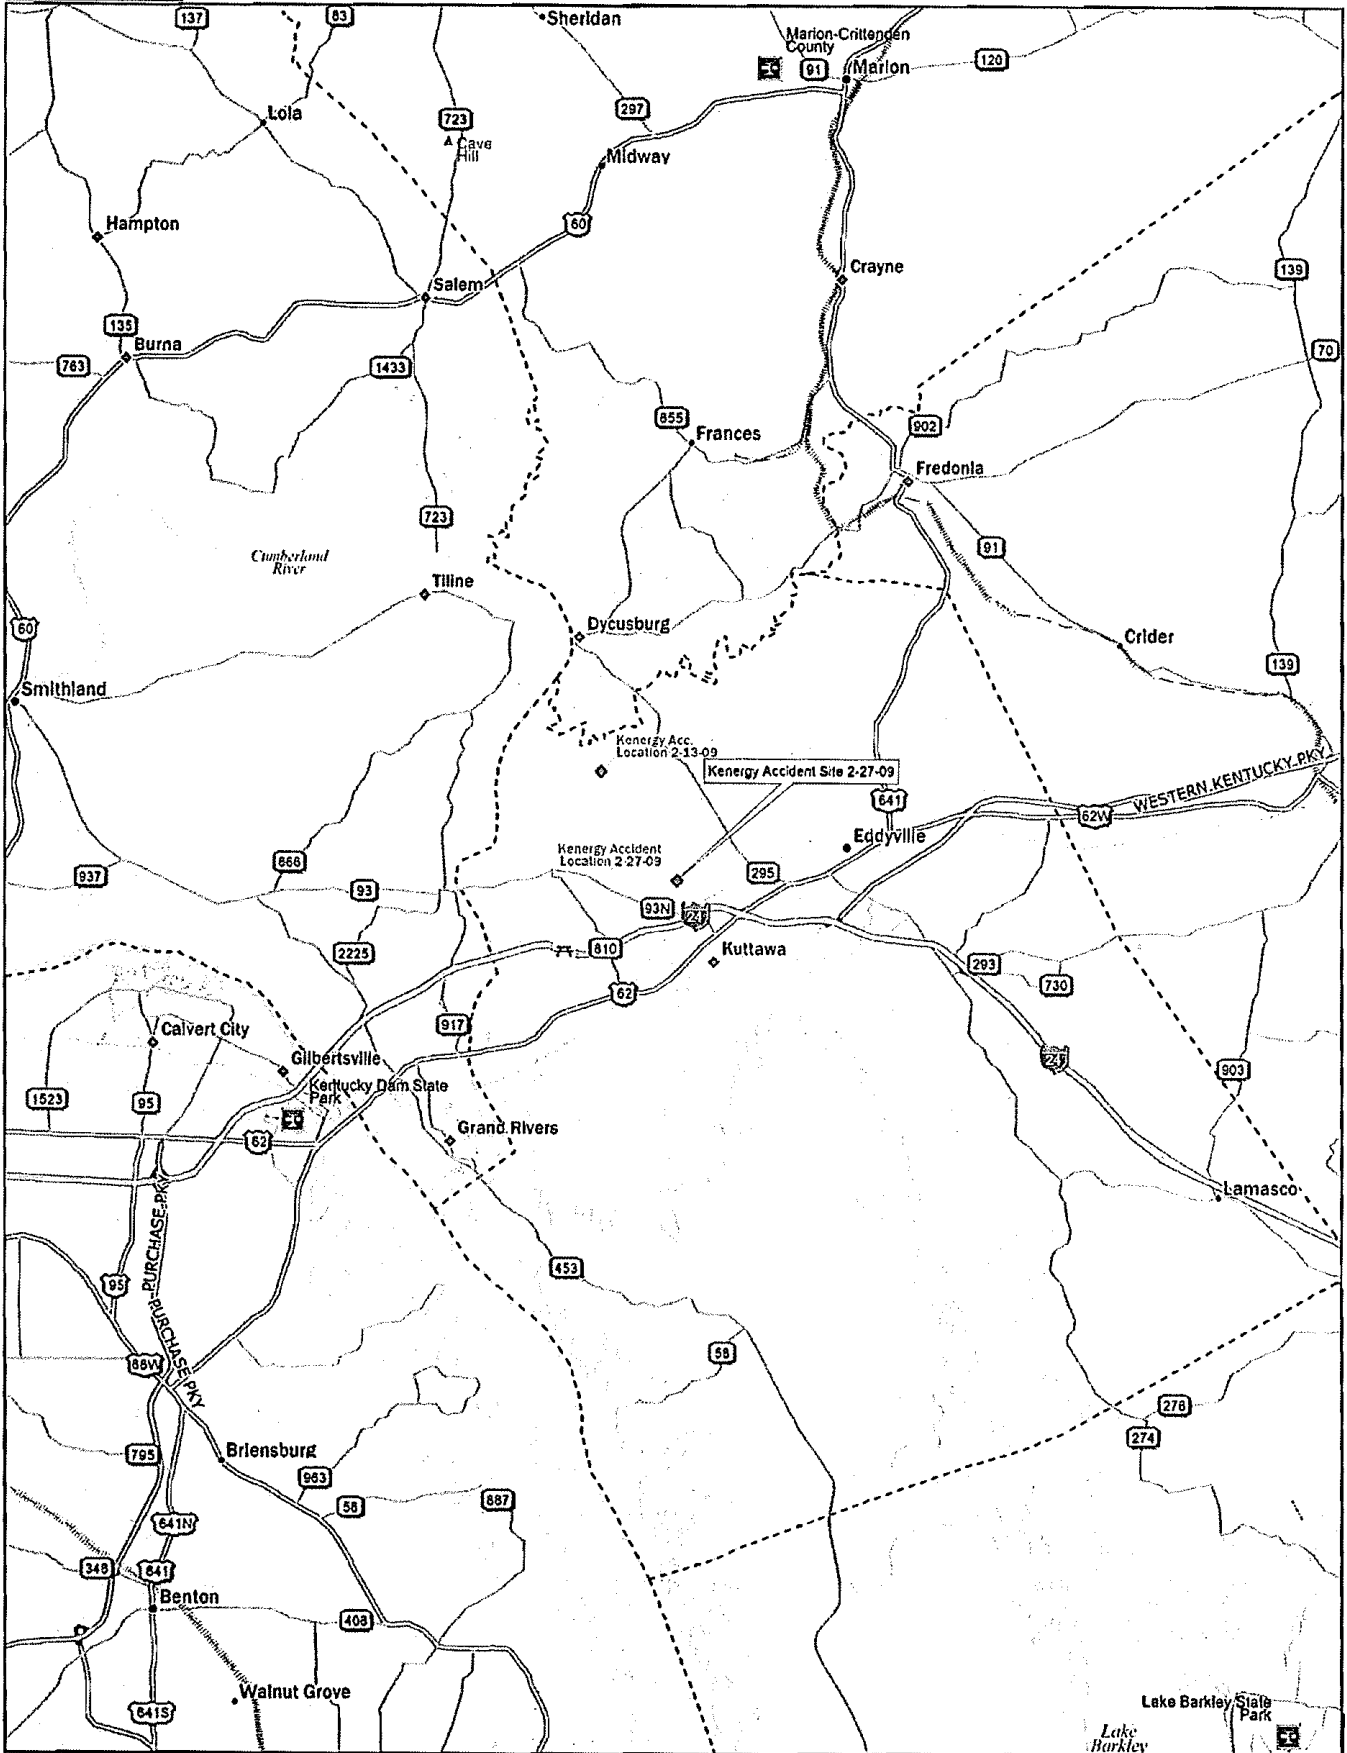 137
83
Sheridan
Marion-Crittenden
County
91
Marion
120
Lola
723
297
Cave
Hill
Midway
Hampton
60
Crayne
139
Salem
135
Burna
763
1433
70
855
Frances
902
Fredonia
723
91
Cumberland
River
Tiline
60
Dycusburg
Crider
139
Smithland
Kenergy Acc.
Location 2-13-09
Kenergy Accident Site 2-27-09
WESTERN KENTUCKY PKY
641
62W
Eddyville
Kenergy Accident
Location 2-27-09
866
937
93
295
93N
24
2225
810
Kuttawa
293
730
62
917
Calvert City
Gilbertsville
24
903
Kentucky Dam State
Park
1523
95
62
Grand Rivers
PURCHASE PKY
Lamasco
453
95
PURCHASE PKY
58
68W
278
274
795
Briensburg
963
58
887
641N
348
641
Benton
408
Walnut Grove
641S
Lake Barkley State
Park
Lake
Barkley